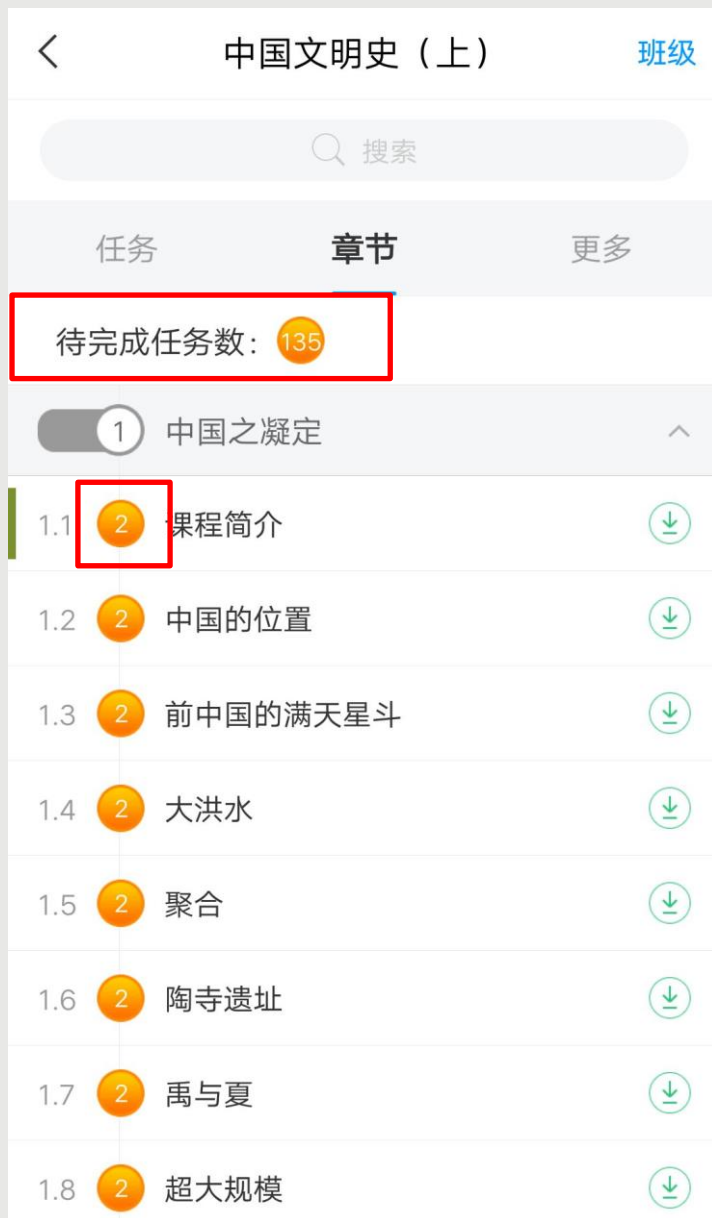 中国文明史（上） 班级
搜索
任务 章节 更多
待完成任务数: 135
1 中国之凝定
1.1 2 课程简介
1.2 2 中国的位置
1.3 2 前中国的满天星斗
1.4 2 大洪水
1.5 2 聚合
1.6 2 陶寺遗址
1.7 2 禹与夏
1.8 2 超大规模